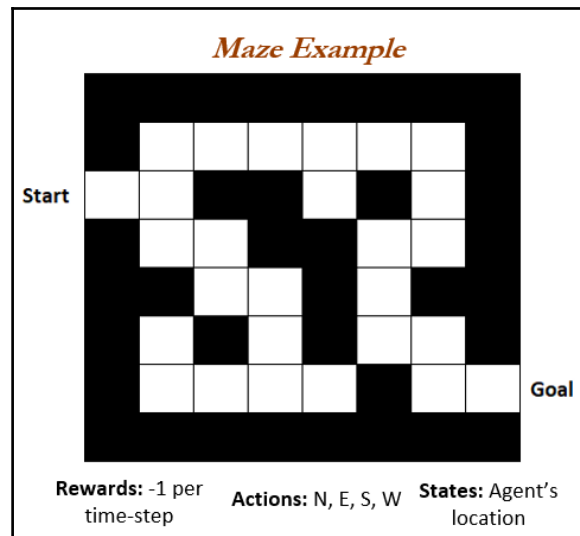 Maze Example
Start
Goal
Rewards: -1 per
time-step
Actions: N, E, S, W
States: Agent's
location